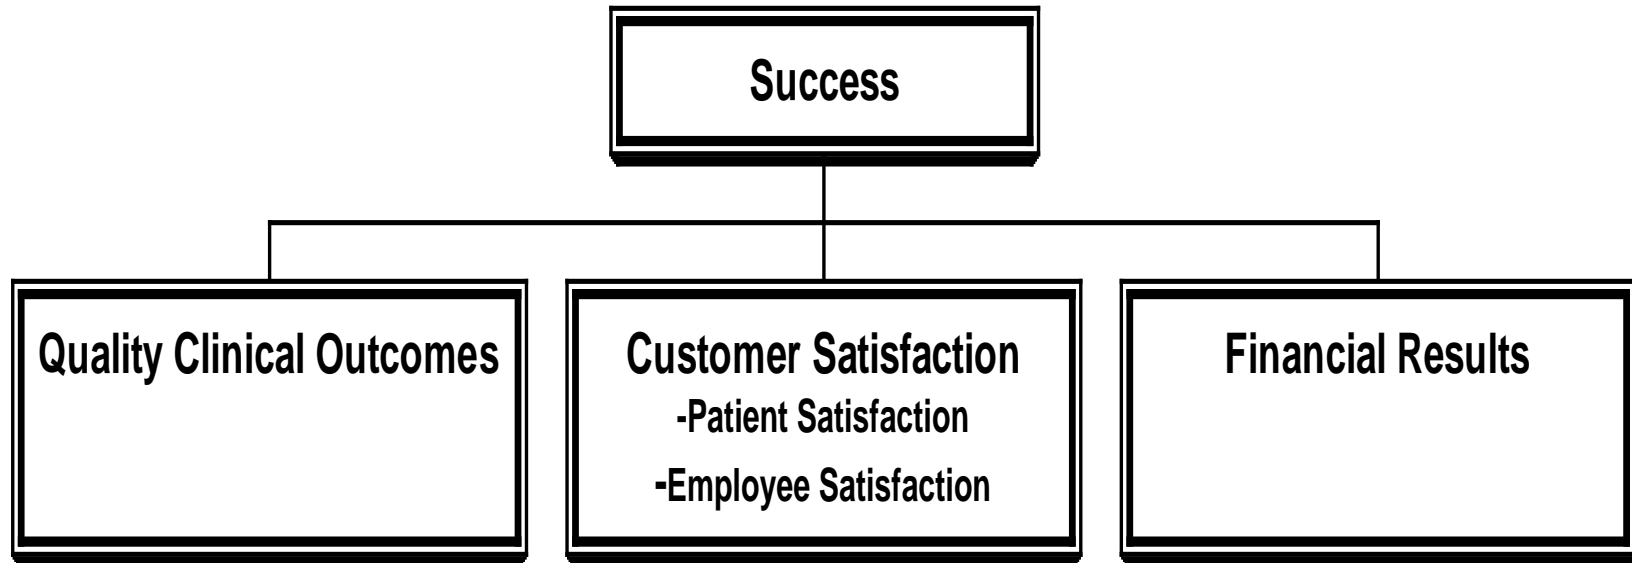 Success
Quality Clinical Outcomes
Customer Satisfaction
-Patient Satisfaction
-Employee Satisfaction
Financial Results